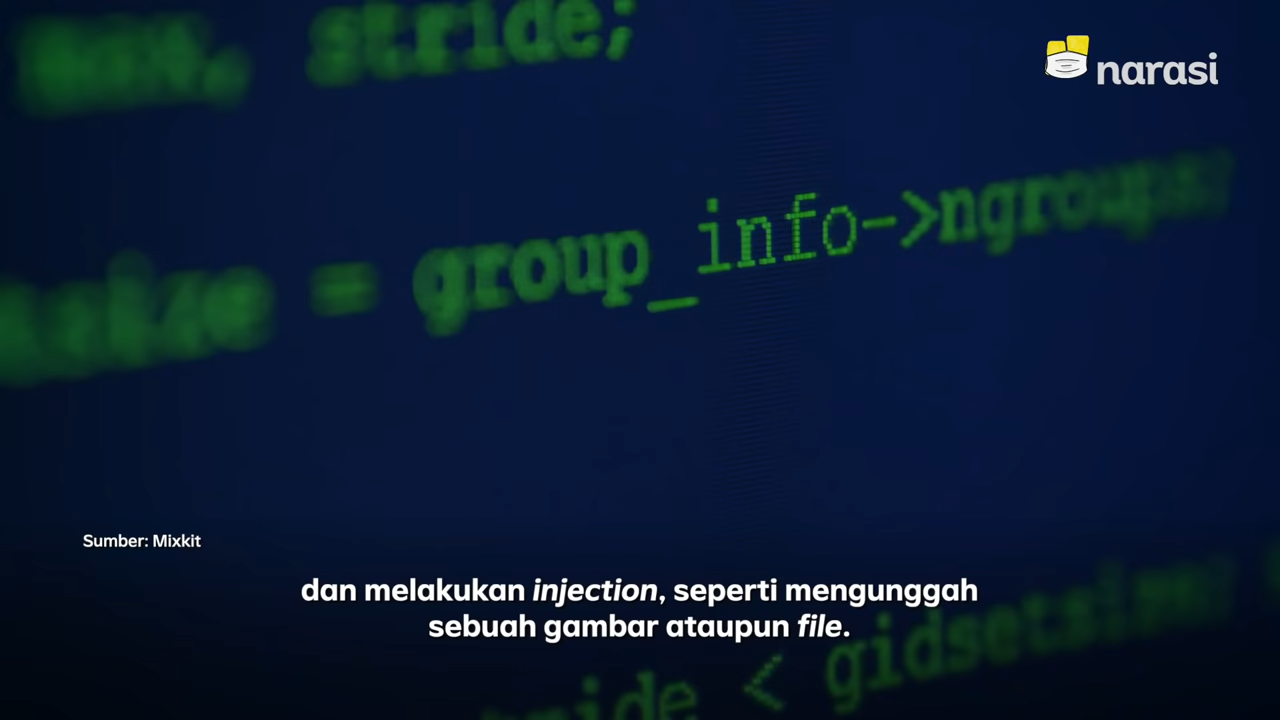 stride;
narasi
= group_info->ngroups;
Sumber: Mixkit
dan melakukan injection, seperti mengunggah
sebuah gambar ataupun file.
< gidsetsize;